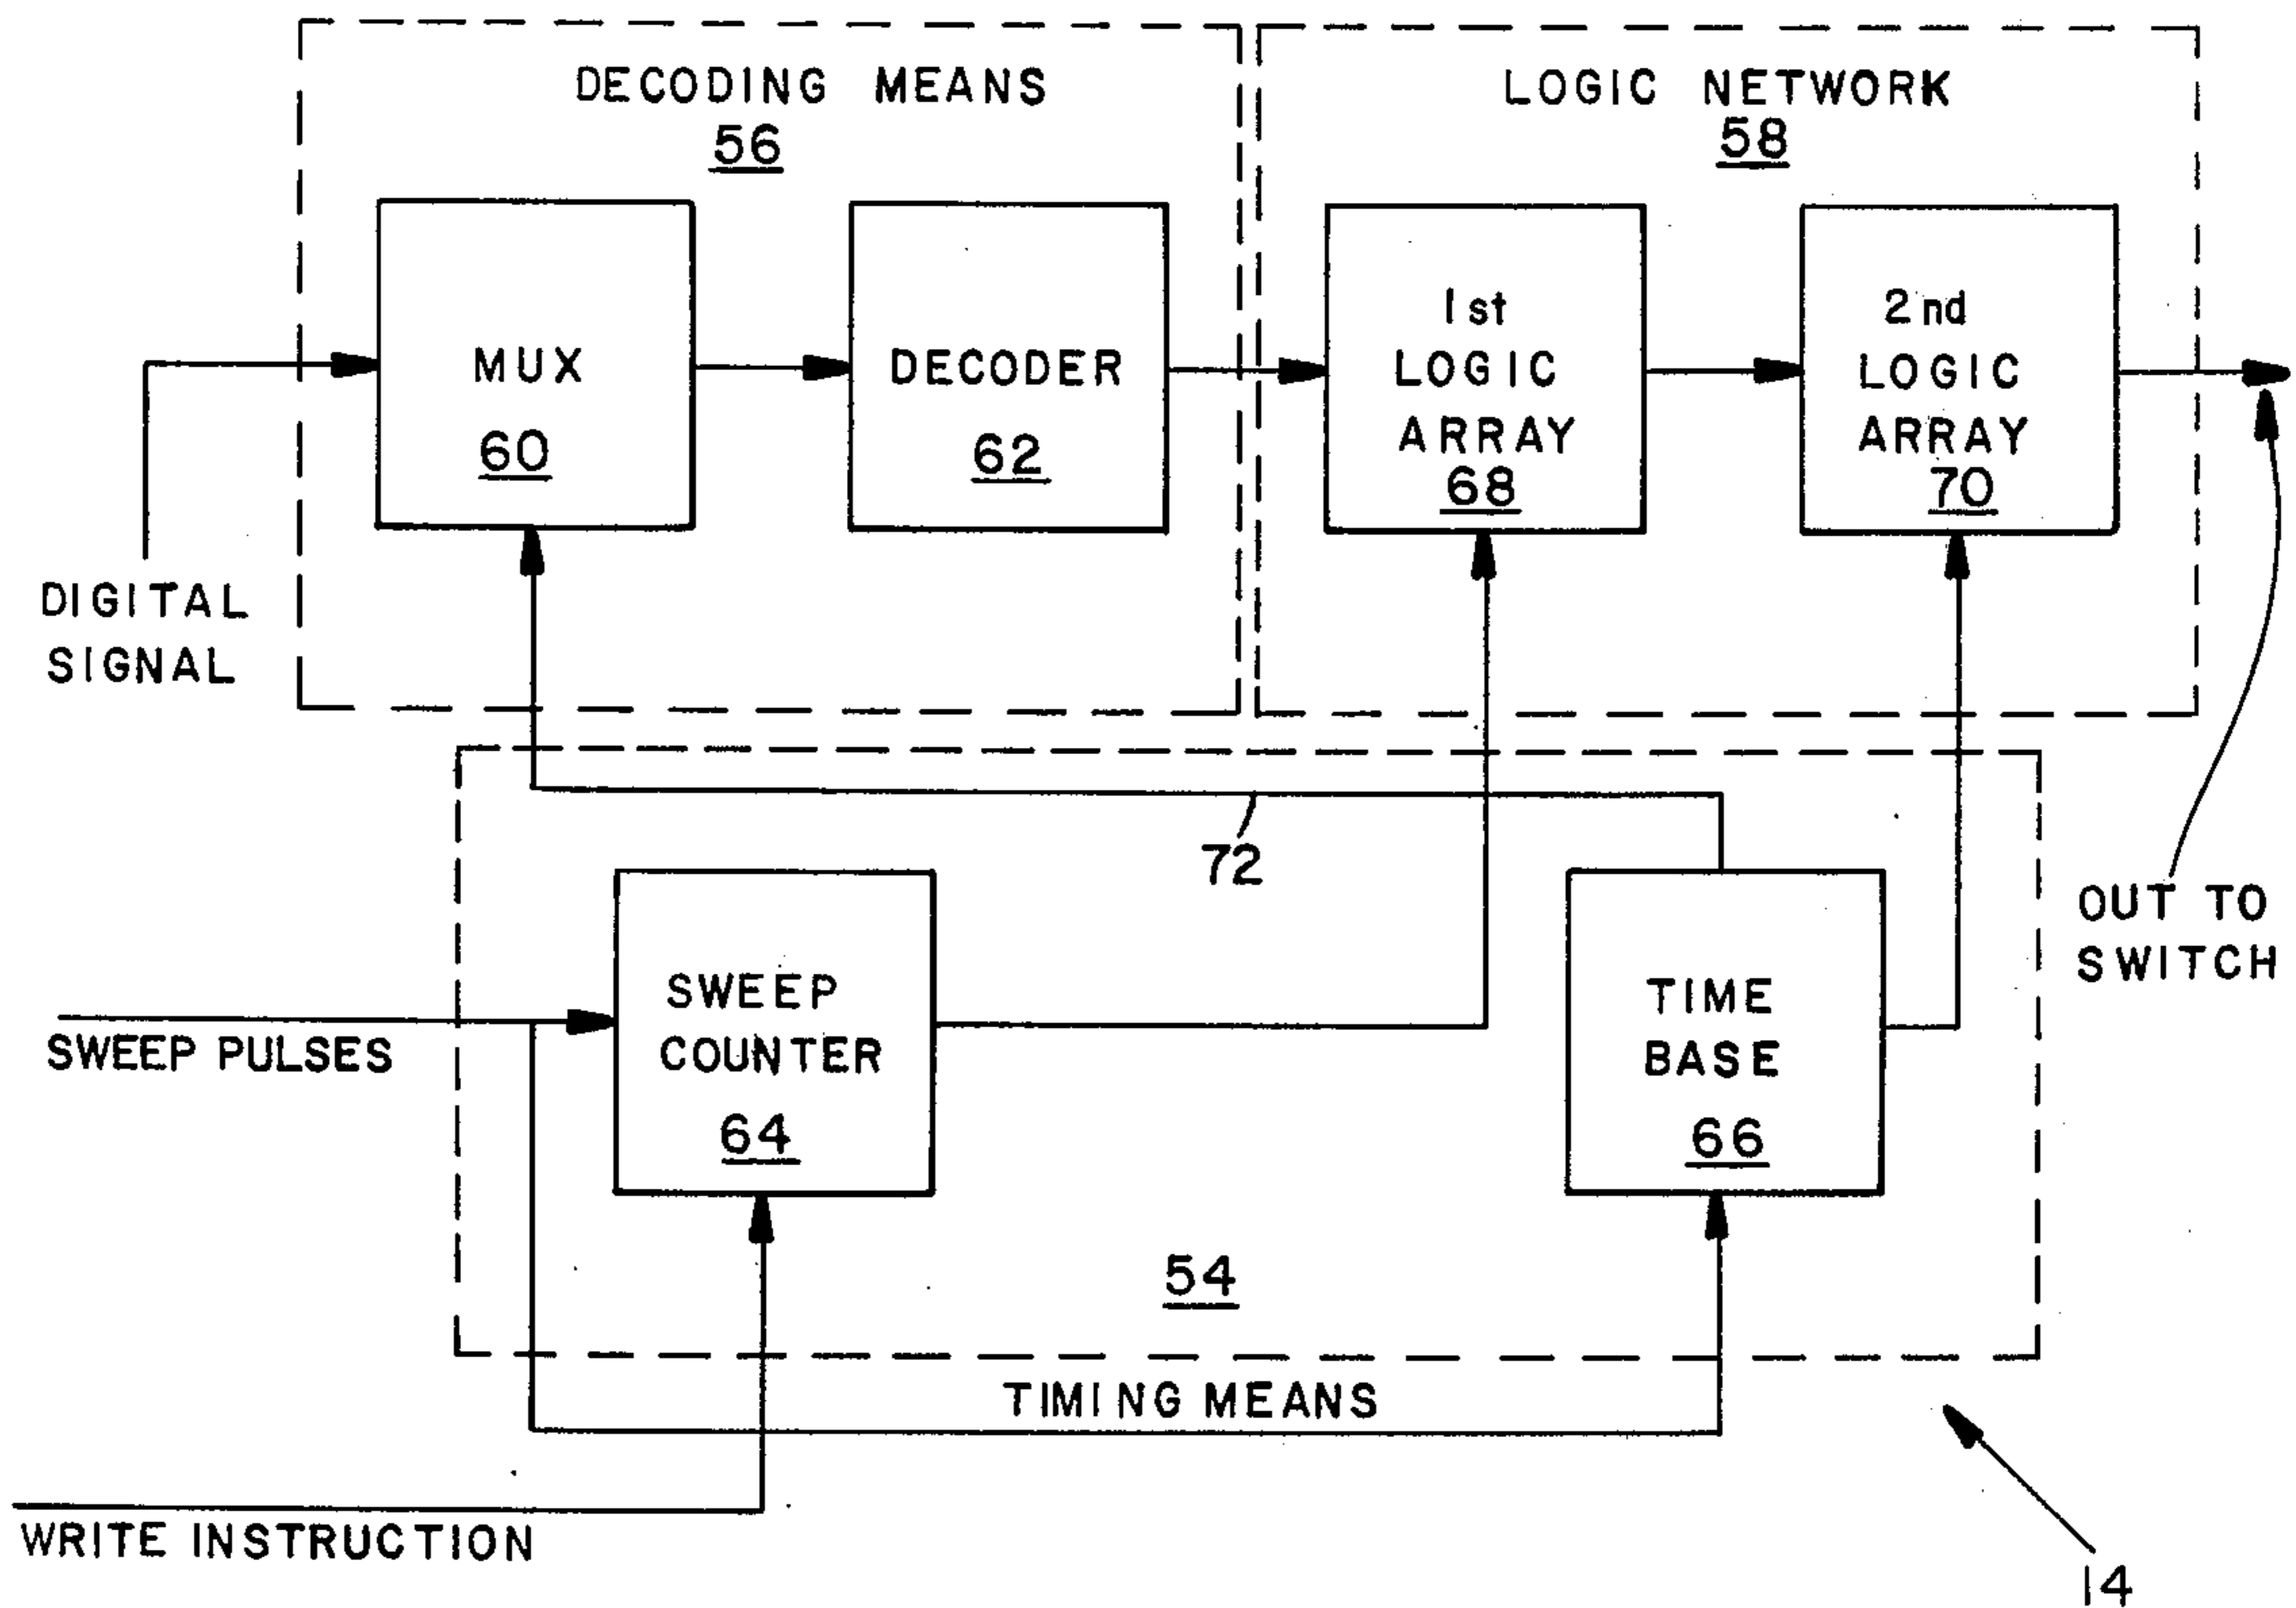 DECODING MEANS
56
LOGIC NETWORK
58
MUX
60
DECODER
62
1st
LOGIC
ARRAY
68
2nd
LOGIC
ARRAY
70
DIGITAL
SIGNAL
72
OUT TO
SWITCH
SWEEP PULSES
SWEEP
COUNTER
64
TIME
BASE
66
54
TIMING MEANS
WRITE INSTRUCTION
14